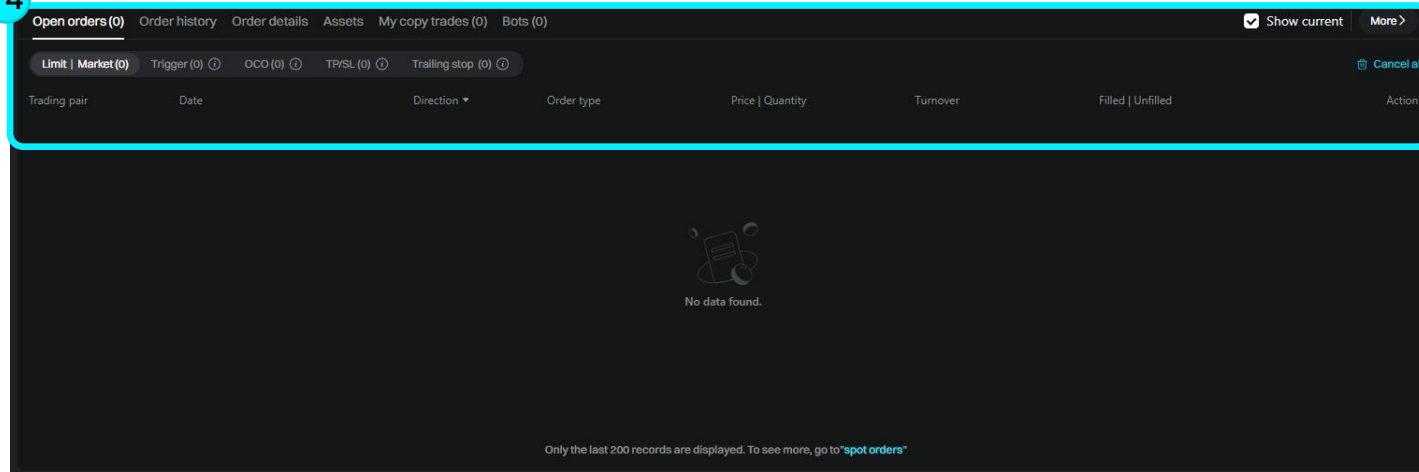 4
Open orders (0) Order history Order details Assets My copy trades (0) Bots (0) Show current More >
Limit | Market (0) Trigger (0) OCO (0) TP/SL (0) Trailing stop (0) Cancel al
Trading pair Date Direction Order type Price | Quantity Turnover Filled | Unfilled Action
No data found.
Only the last 200 records are displayed. To see more, go to"spot orders"